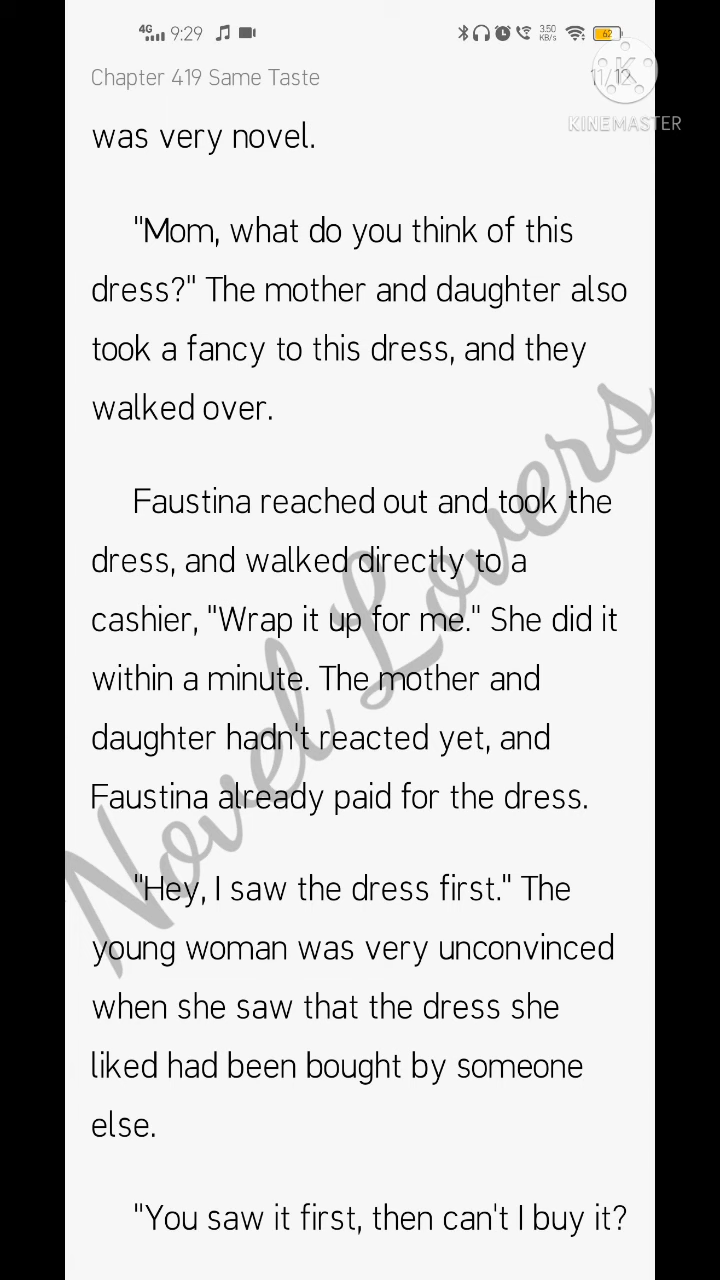 4G 9:29 3.50 KB/s 62
Chapter 419 Same Taste 11/12
KINEMASTER
was very novel.
"Mom, what do you think of this
dress?" The mother and daughter also
took a fancy to this dress, and they
walked over.
Faustina reached out and took the
dress, and walked directly to a
cashier, "Wrap it up for me." She did it
within a minute. The mother and
daughter hadn't reacted yet, and
Faustina already paid for the dress.
"Hey, I saw the dress first." The
young woman was very unconvinced
when she saw that the dress she
liked had been bought by someone
else.
"You saw it first, then can't I buy it?
Novel Lovers